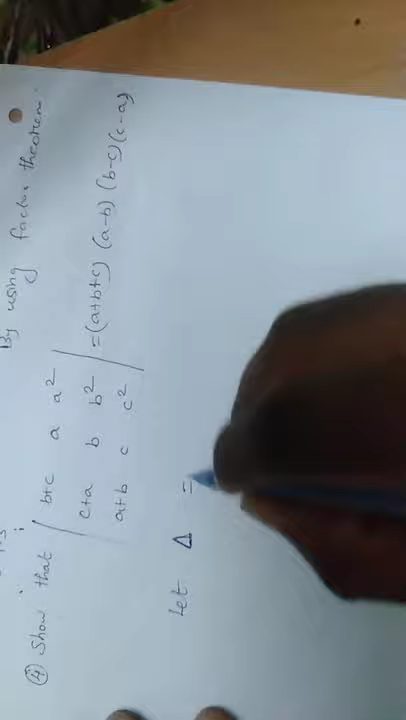 By using factor theorem.
④ Show that | b+c a a² |
| c+a b b² | = (a+b+c) (a-b) (b-c) (c-a)
| a+b c c² |
Let Δ =